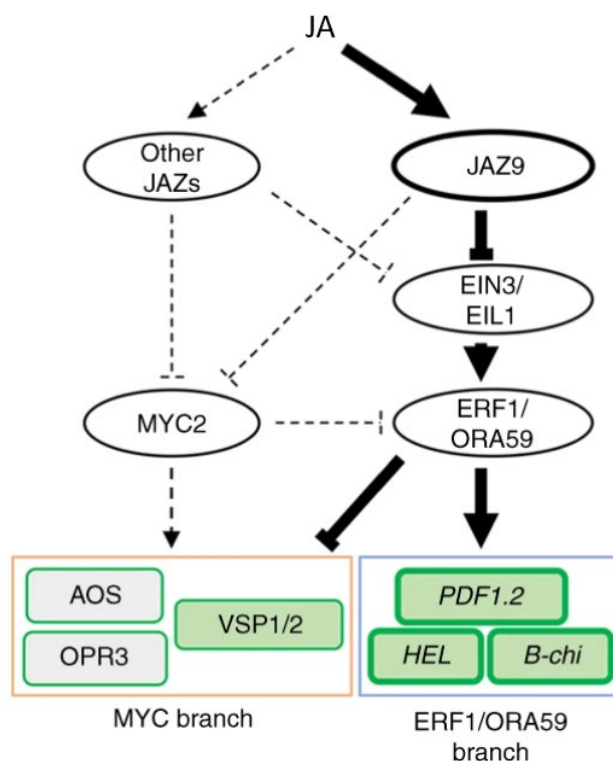 JA
Other
JAZs
JAZ9
EIN3/
EIL1
MYC2
ERF1/
ORA59
AOS
OPR3
VSP1/2
PDF1.2
HEL
B-chi
MYC branch
ERF1/ORA59
branch